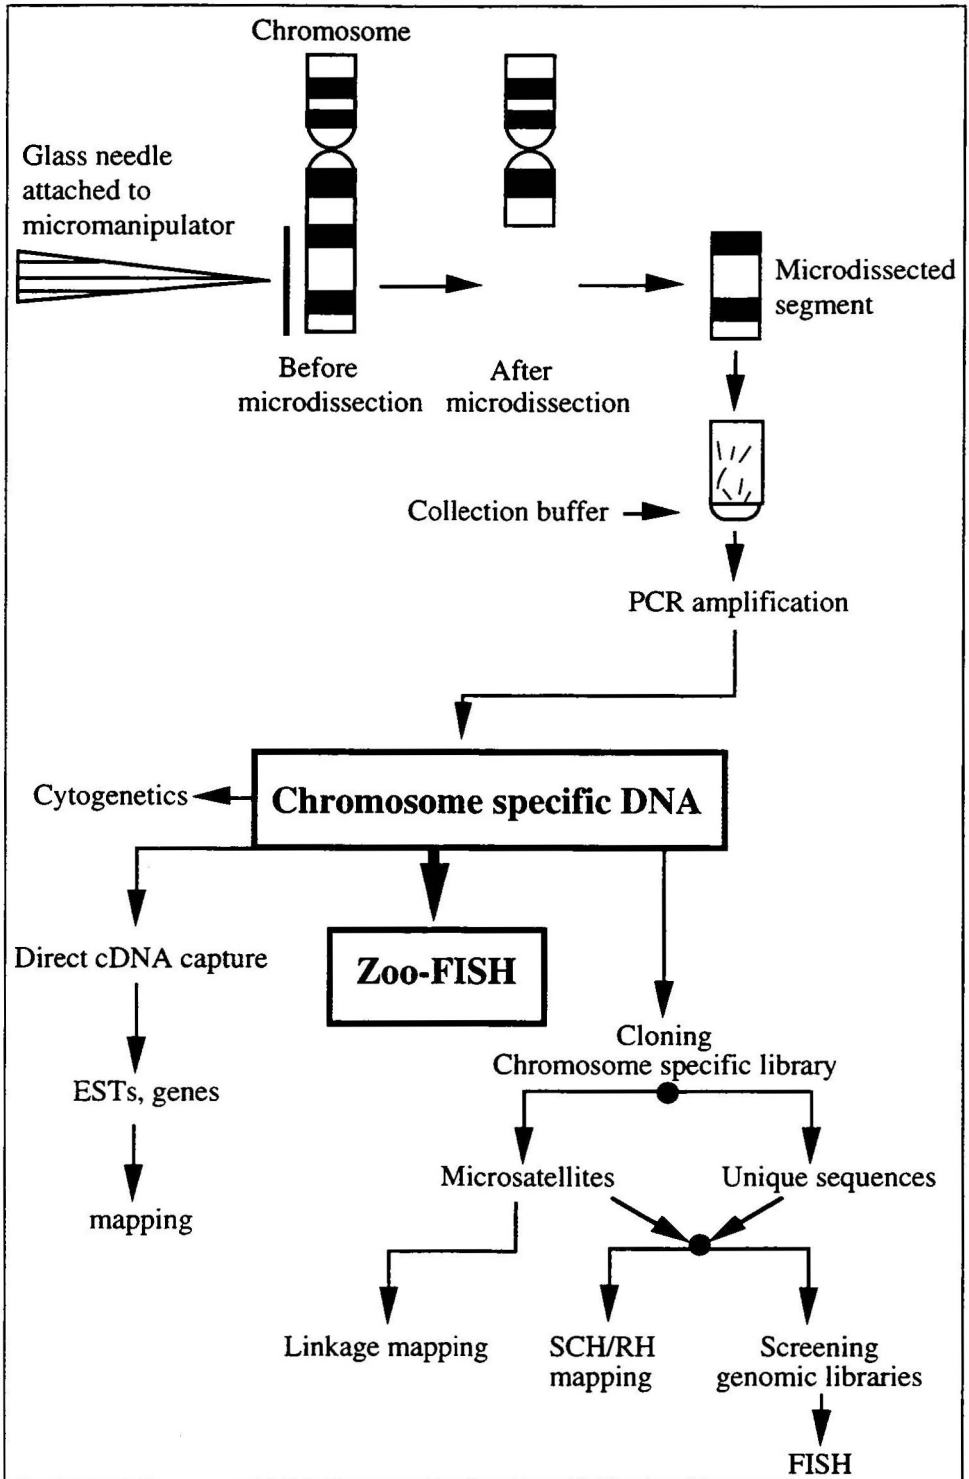 Chromosome
Glass needle
attached to
micromanipulator
Microdissected
segment
Before
microdissection
After
microdissection
Collection buffer
PCR amplification
Cytogenetics
Chromosome specific DNA
Direct cDNA capture
Zoo-FISH
Cloning
Chromosome specific library
ESTs, genes
Microsatellites
Unique sequences
mapping
Linkage mapping
SCH/RH
mapping
Screening
genomic libraries
FISH